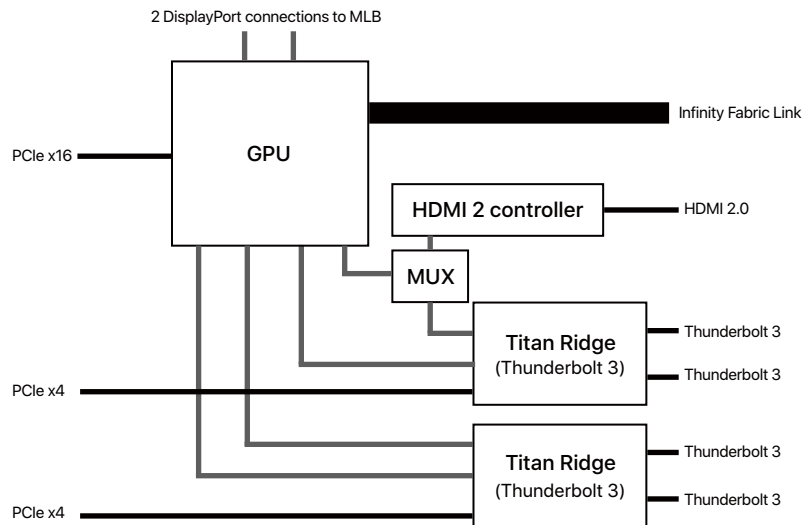 2 DisplayPort connections to MLB
Infinity Fabric Link
PCIe x16
GPU
HDMI 2 controller
HDMI 2.0
MUX
Titan Ridge
(Thunderbolt 3)
Thunderbolt 3
Thunderbolt 3
PCIe x4
Titan Ridge
(Thunderbolt 3)
Thunderbolt 3
Thunderbolt 3
PCIe x4